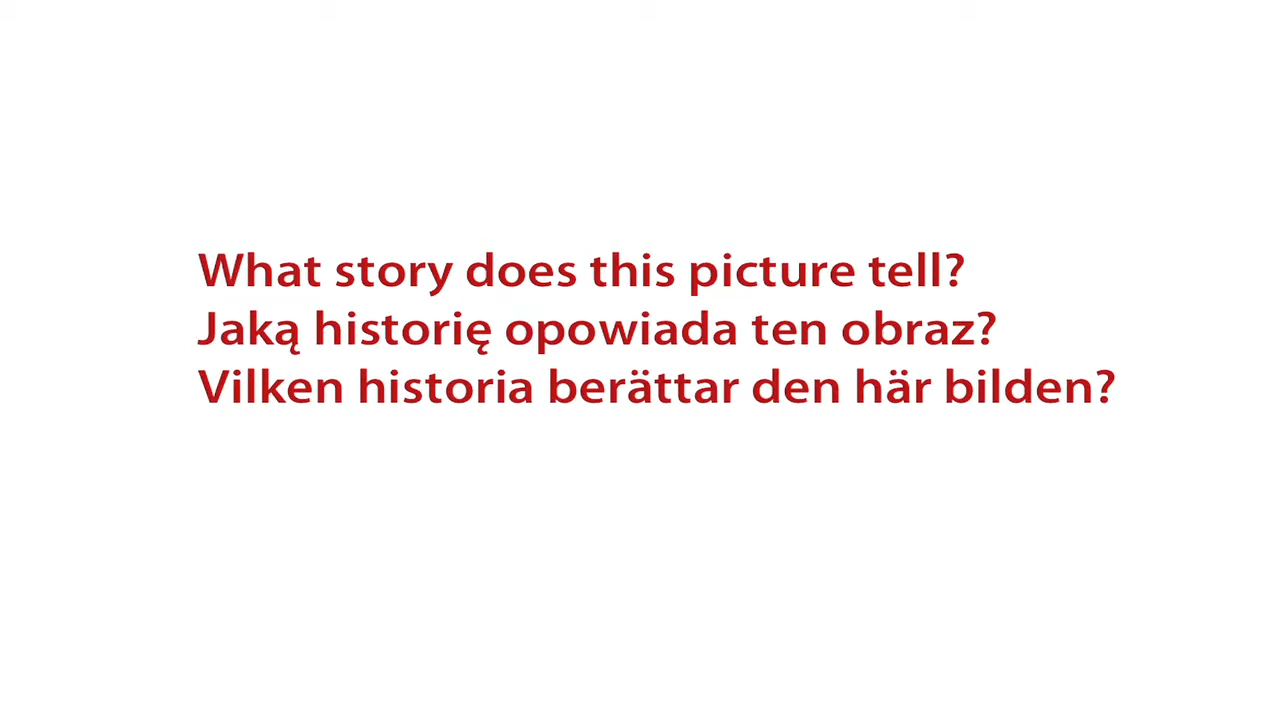 What story does this picture tell?
Jaką historię opowiada ten obraz?
Vilken historia berättar den här bilden?